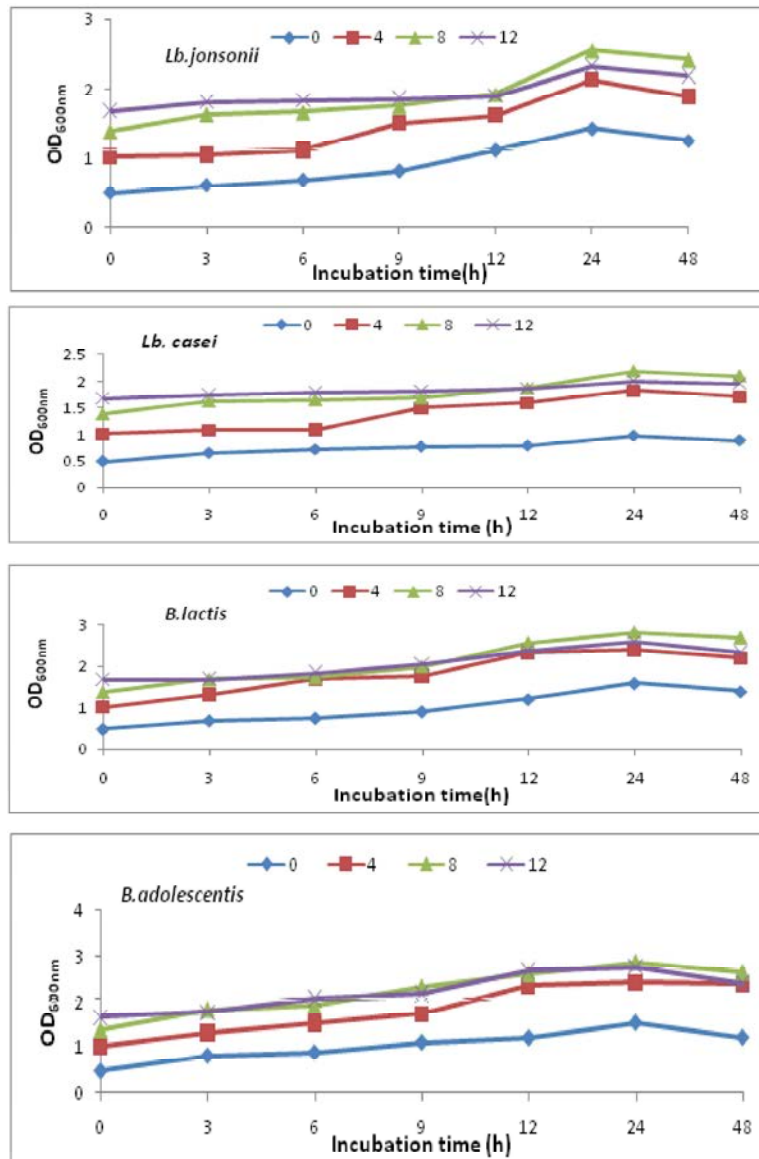 Lb.jonsonii
0 4 8 12
3
2
1
0
OD600nm
0 3 6 9 12 24 48
Incubation time(h)
Lb. casei
0 4 8 12
2.5
2
1.5
1
0.5
0
OD600nm
0 3 6 9 12 24 48
Incubation time (h)
B.lactis
0 4 8 12
3
2
1
0
OD600nm
0 3 6 9 12 24 48
Incubation time(h)
B.adolescentis
0 4 8 12
4
3
2
1
0
OD600nm
0 3 6 9 12 24 48
Incubation time (h)